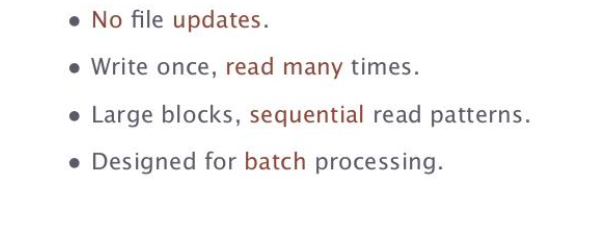 • No file updates.
• Write once, read many times.
• Large blocks, sequential read patterns.
• Designed for batch processing.